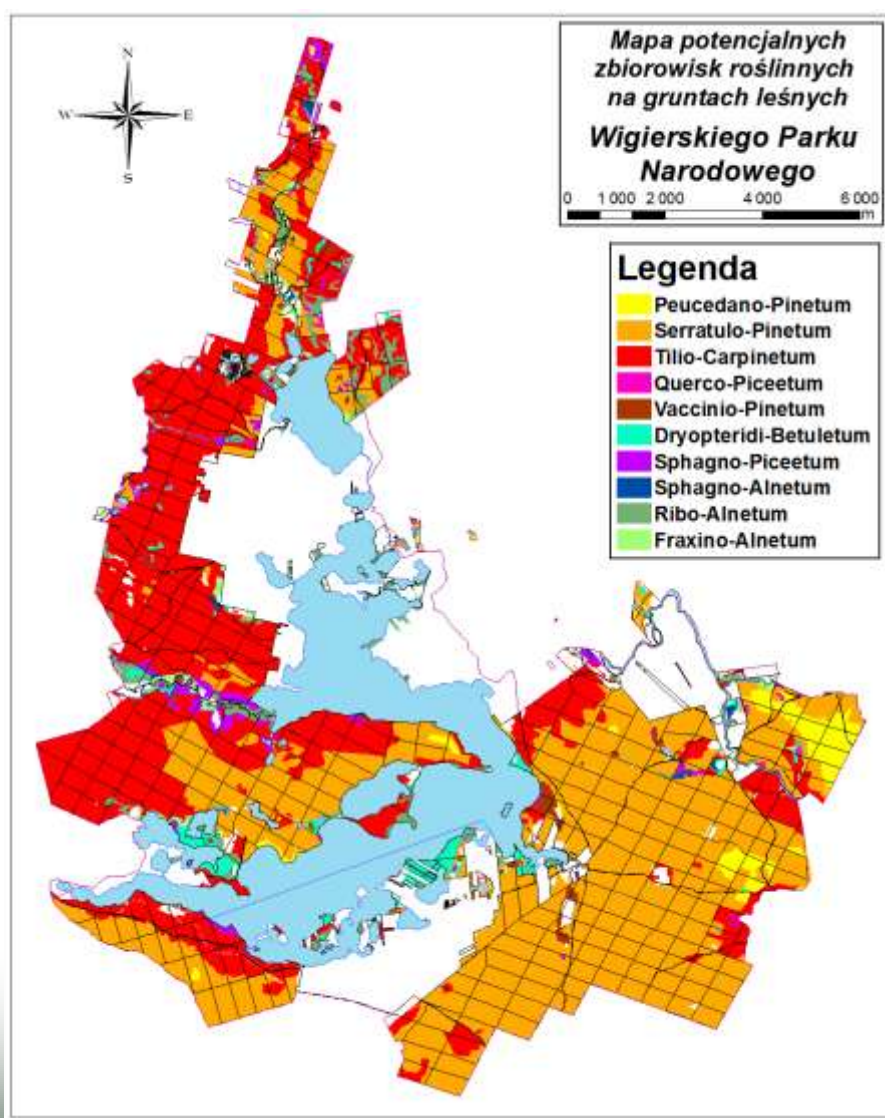 Mapa potencjalnych
zbiorowisk roślinnych
na gruntach leśnych
Wigierskiego Parku
Narodowego
0 1 000 2 000 4 000 6 000
m
N
W E
S
Legenda
Peucedano-Pinetum
Serratulo-Pinetum
Tilio-Carpinetum
Querco-Piceetum
Vaccinio-Pinetum
Dryopteridi-Betuletum
Sphagno-Piceetum
Sphagno-Alnetum
Ribo-Alnetum
Fraxino-Alnetum